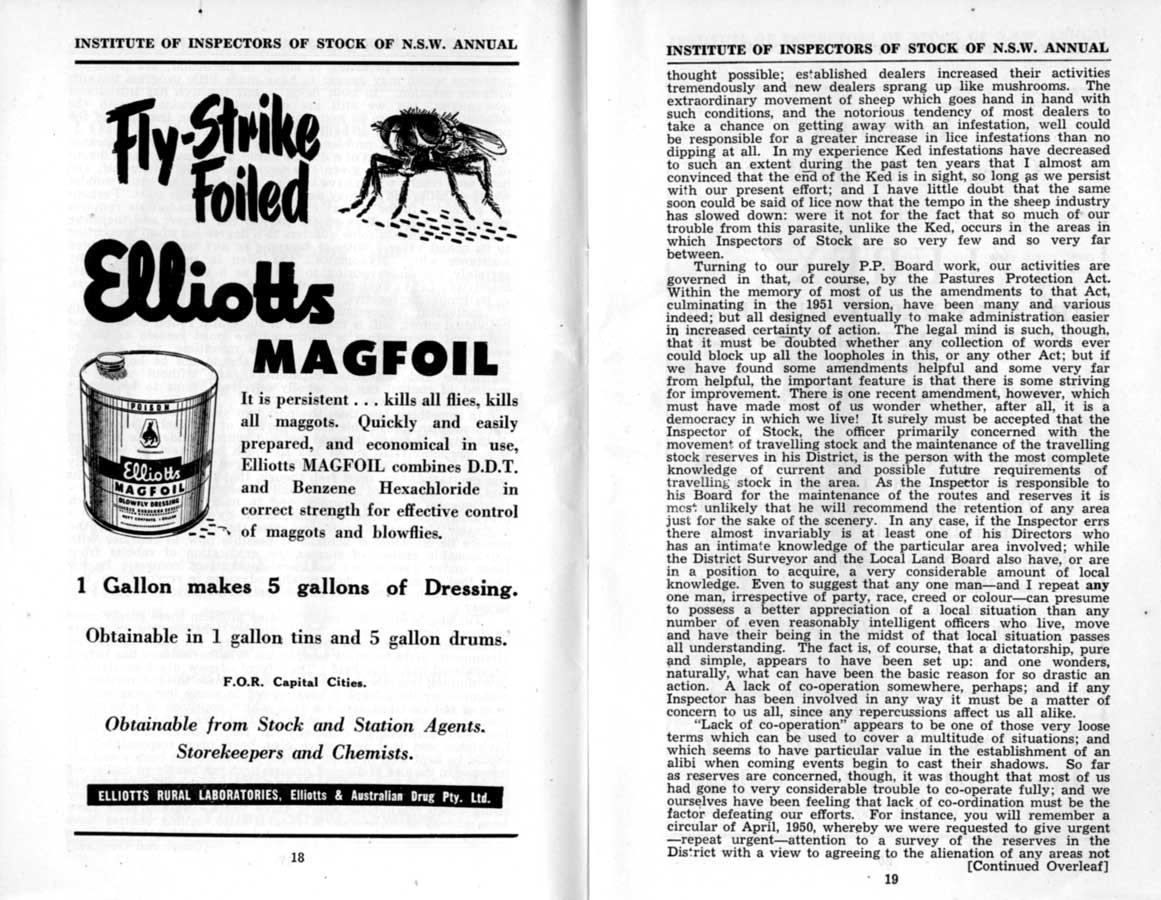 INSTITUTE OF INSPECTORS OF STOCK OF N.S.W. ANNUAL
Fly-Strike
Foiled
Elliotts
MAGFOIL
POISON
Elliotts
MAGFOIL
BLOWFLY DRESSING
It is persistent . . . kills all flies, kills
all maggots. Quickly and easily
prepared, and economical in use,
Elliotts MAGFOIL combines D.D.T.
and Benzene Hexachloride in
correct strength for effective control
of maggots and blowflies.
1 Gallon makes 5 gallons of Dressing.
Obtainable in 1 gallon tins and 5 gallon drums.
F.O.R. Capital Cities.
Obtainable from Stock and Station Agents.
Storekeepers and Chemists.
ELLIOTTS RURAL LABORATORIES, Elliotts & Australian Drug Pty. Ltd.
18
INSTITUTE OF INSPECTORS OF STOCK OF N.S.W. ANNUAL
thought possible; established dealers increased their activities
tremendously and new dealers sprang up like mushrooms. The
extraordinary movement of sheep which goes hand in hand with
such conditions, and the notorious tendency of most dealers to
take a chance on getting away with an infestation, well could
be responsible for a greater increase in lice infestations than no
dipping at all. In my experience Ked infestations have decreased
to such an extent during the past ten years that I almost am
convinced that the end of the Ked is in sight, so long as we persist
with our present effort; and I have little doubt that the same
soon could be said of lice now that the tempo in the sheep industry
has slowed down: were it not for the fact that so much of our
trouble from this parasite, unlike the Ked, occurs in the areas in
which Inspectors of Stock are so very few and so very far
between.
Turning to our purely P.P. Board work, our activities are
governed in that, of course, by the Pastures Protection Act.
Within the memory of most of us the amendments to that Act,
culminating in the 1951 version, have been many and various
indeed; but all designed eventually to make administration easier
in increased certainty of action. The legal mind is such, though,
that it must be doubted whether any collection of words ever
could block up all the loopholes in this, or any other Act; but if
we have found some amendments helpful and some very far
from helpful, the important feature is that there is some striving
for improvement. There is one recent amendment, however, which
must have made most of us wonder whether, after all, it is a
democracy in which we live! It surely must be accepted that the
Inspector of Stock, the officer primarily concerned with the
movement of travelling stock and the maintenance of the travelling
stock reserves in his District, is the person with the most complete
knowledge of current and possible future requirements of
travelling stock in the area. As the Inspector is responsible to
his Board for the maintenance of the routes and reserves it is
most unlikely that he will recommend the retention of any area
just for the sake of the scenery. In any case, if the Inspector errs
there almost invariably is at least one of his Directors who
has an intimate knowledge of the particular area involved; while
the District Surveyor and the Local Land Board also have, or are
in a position to acquire, a very considerable amount of local
knowledge. Even to suggest that any one man—and I repeat any
one man, irrespective of party, race, creed or colour—can presume
to possess a better appreciation of a local situation than any
number of even reasonably intelligent officers who live, move
and have their being in the midst of that local situation passes
all understanding. The fact is, of course, that a dictatorship, pure
and simple, appears to have been set up: and one wonders,
naturally, what can have been the basic reason for so drastic an
action. A lack of co-operation somewhere, perhaps; and if any
Inspector has been involved in any way it must be a matter of
concern to us all, since any repercussions affect us all alike.
"Lack of co-operation" appears to be one of those very loose
terms which can be used to cover a multitude of situations; and
which seems to have particular value in the establishment of an
alibi when coming events begin to cast their shadows. So far
as reserves are concerned, though, it was thought that most of us
had gone to very considerable trouble to co-operate fully; and we
ourselves have been feeling that lack of co-ordination must be the
factor defeating our efforts. For instance, you will remember a
circular of April, 1950, whereby we were requested to give urgent
—repeat urgent—attention to a survey of the reserves in the
District with a view to agreeing to the alienation of any areas not
[Continued Overleaf]
19